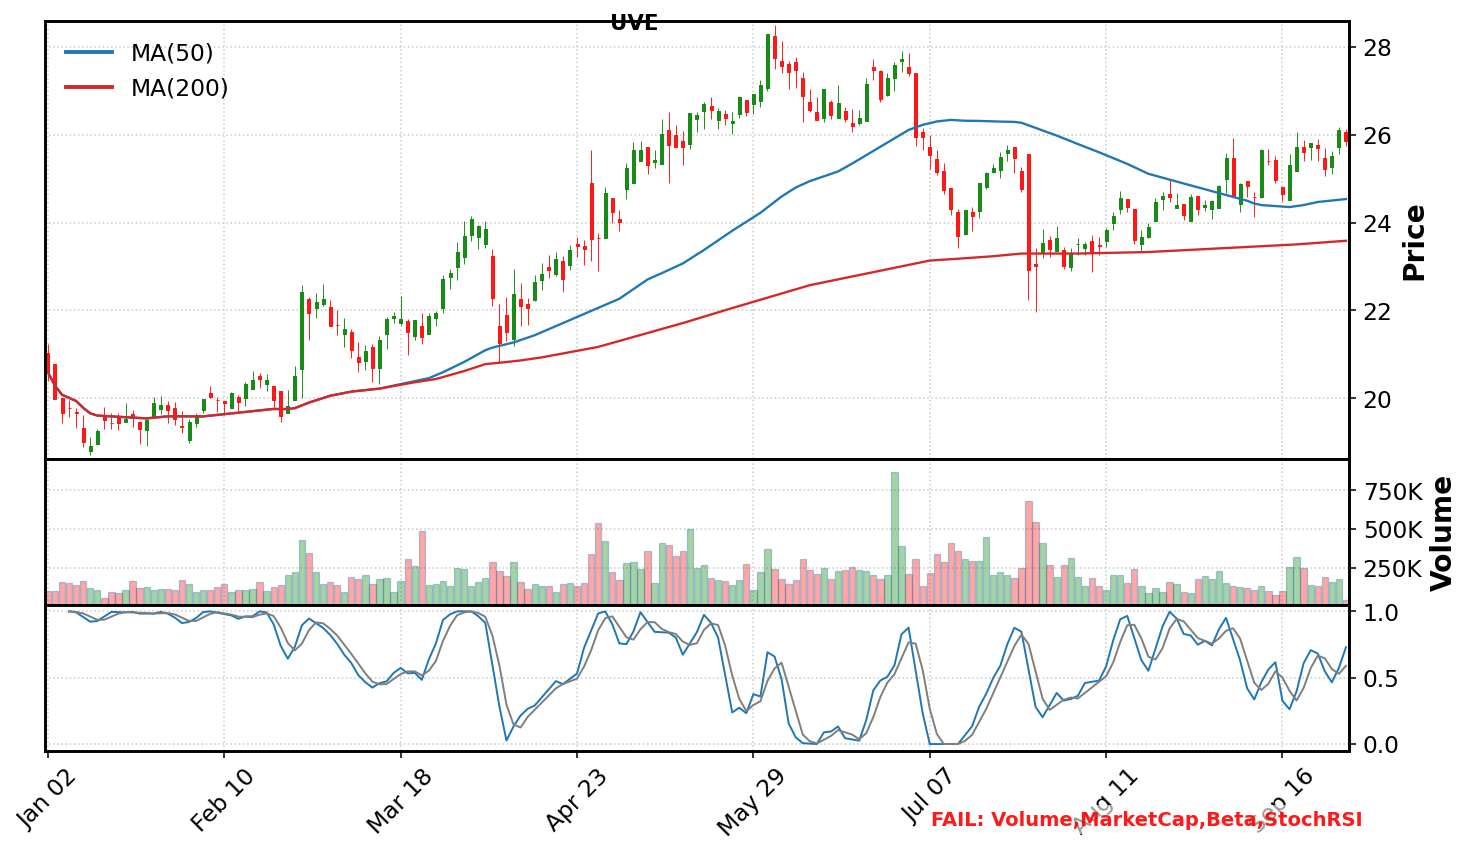 UVE
MA(50)
MA(200)
28
26
24
22
20
Price
750K
500K
250K
Volume
1.0
0.5
0.0
Jan 02
Feb 10
Mar 18
Apr 23
May 29
Jul 07
Aug 11
Sep 16
FAIL: Volume,MarketCap,Beta,StochRSI